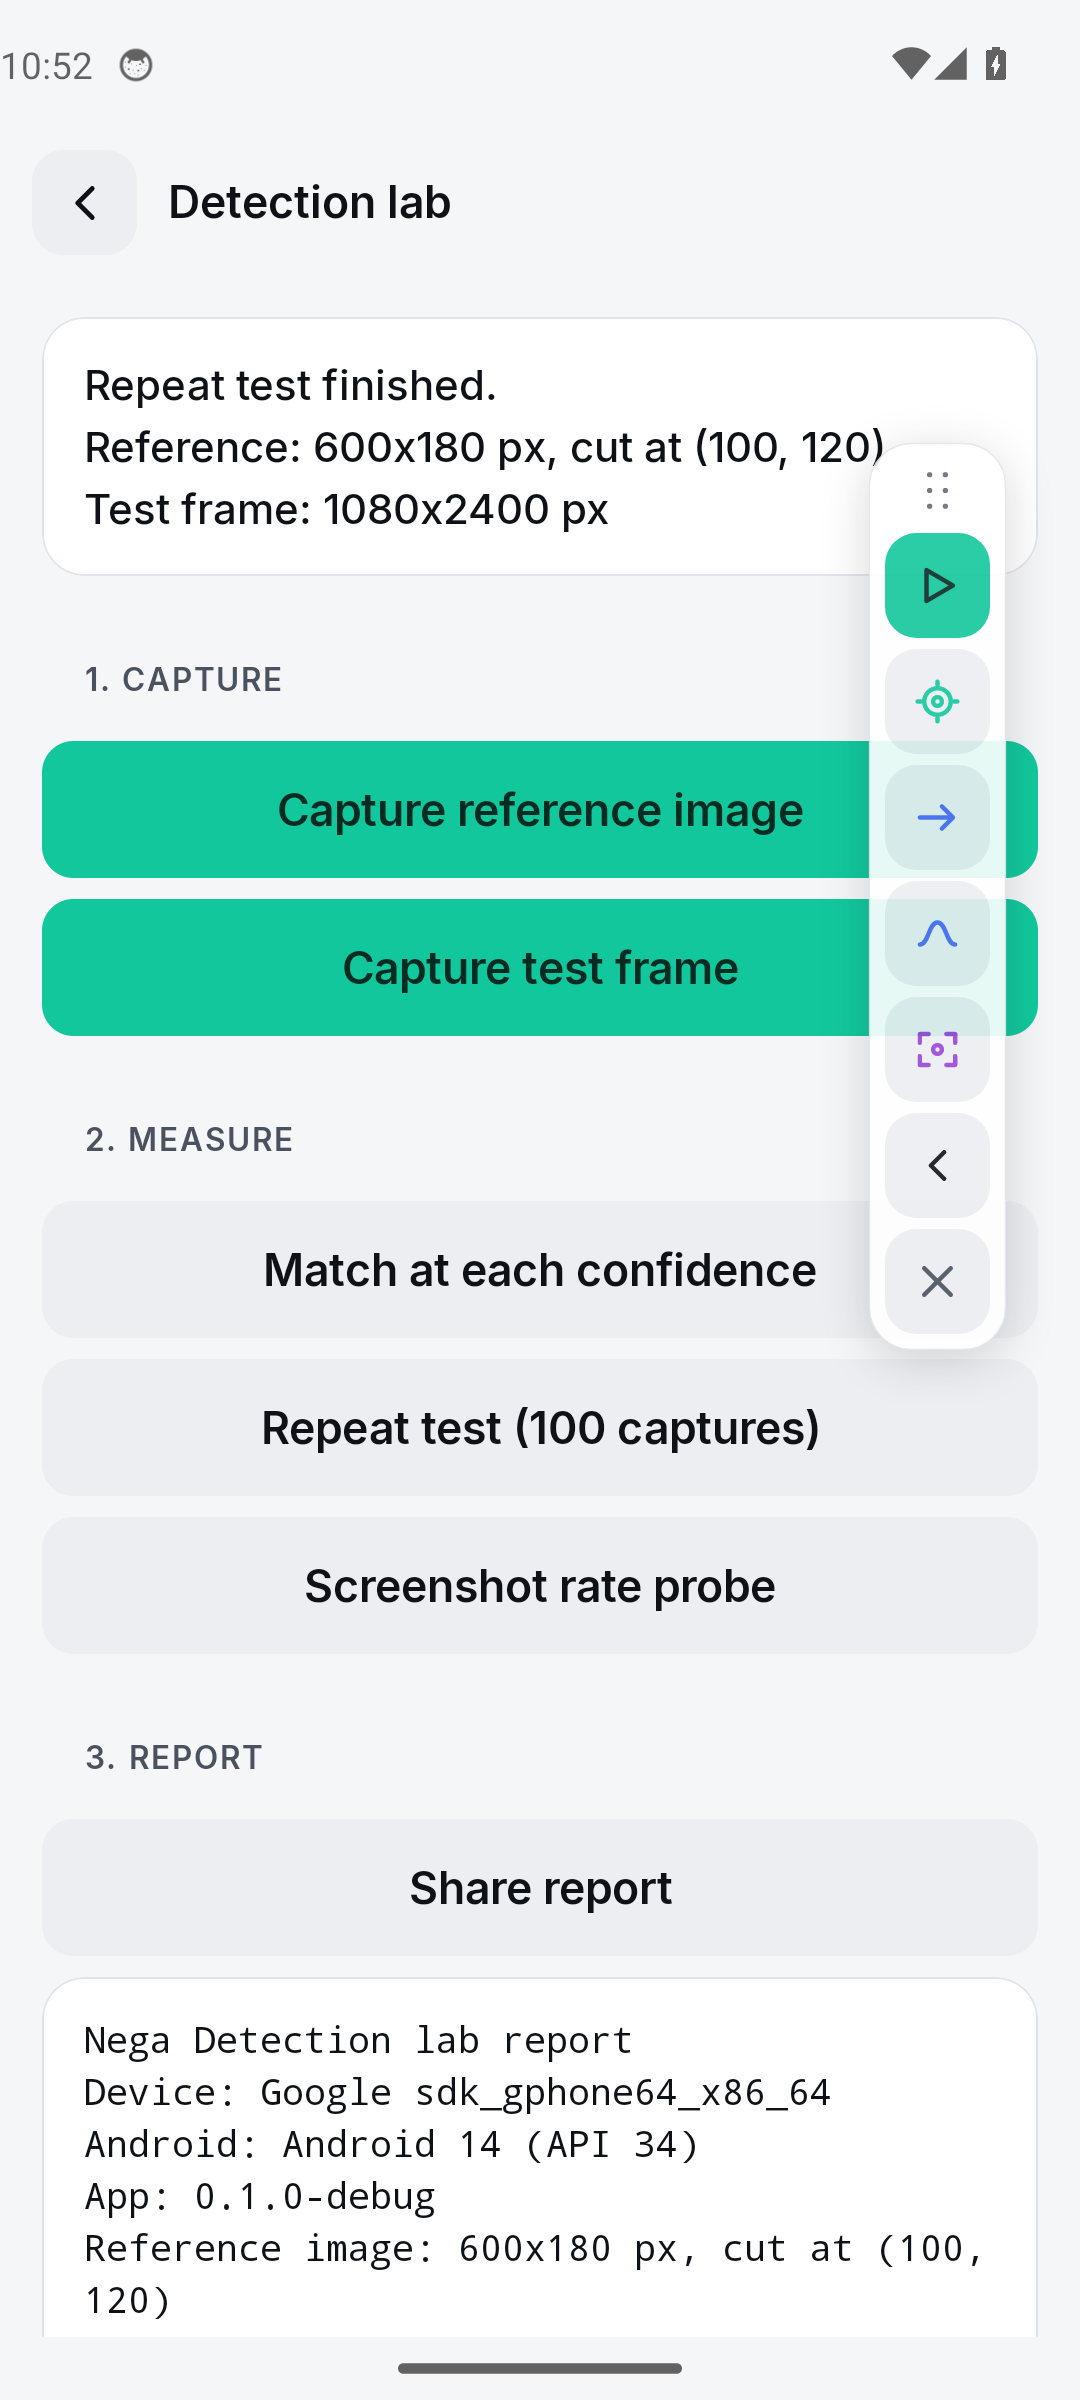 10:52
Detection lab
Repeat test finished.
Reference: 600x180 px, cut at (100, 120)
Test frame: 1080x2400 px
1. CAPTURE
Capture reference image
Capture test frame
2. MEASURE
Match at each confidence
Repeat test (100 captures)
Screenshot rate probe
3. REPORT
Share report
Nega Detection lab report
Device: Google sdk_gphone64_x86_64
Android: Android 14 (API 34)
App: 0.1.0-debug
Reference image: 600x180 px, cut at (100,
120)